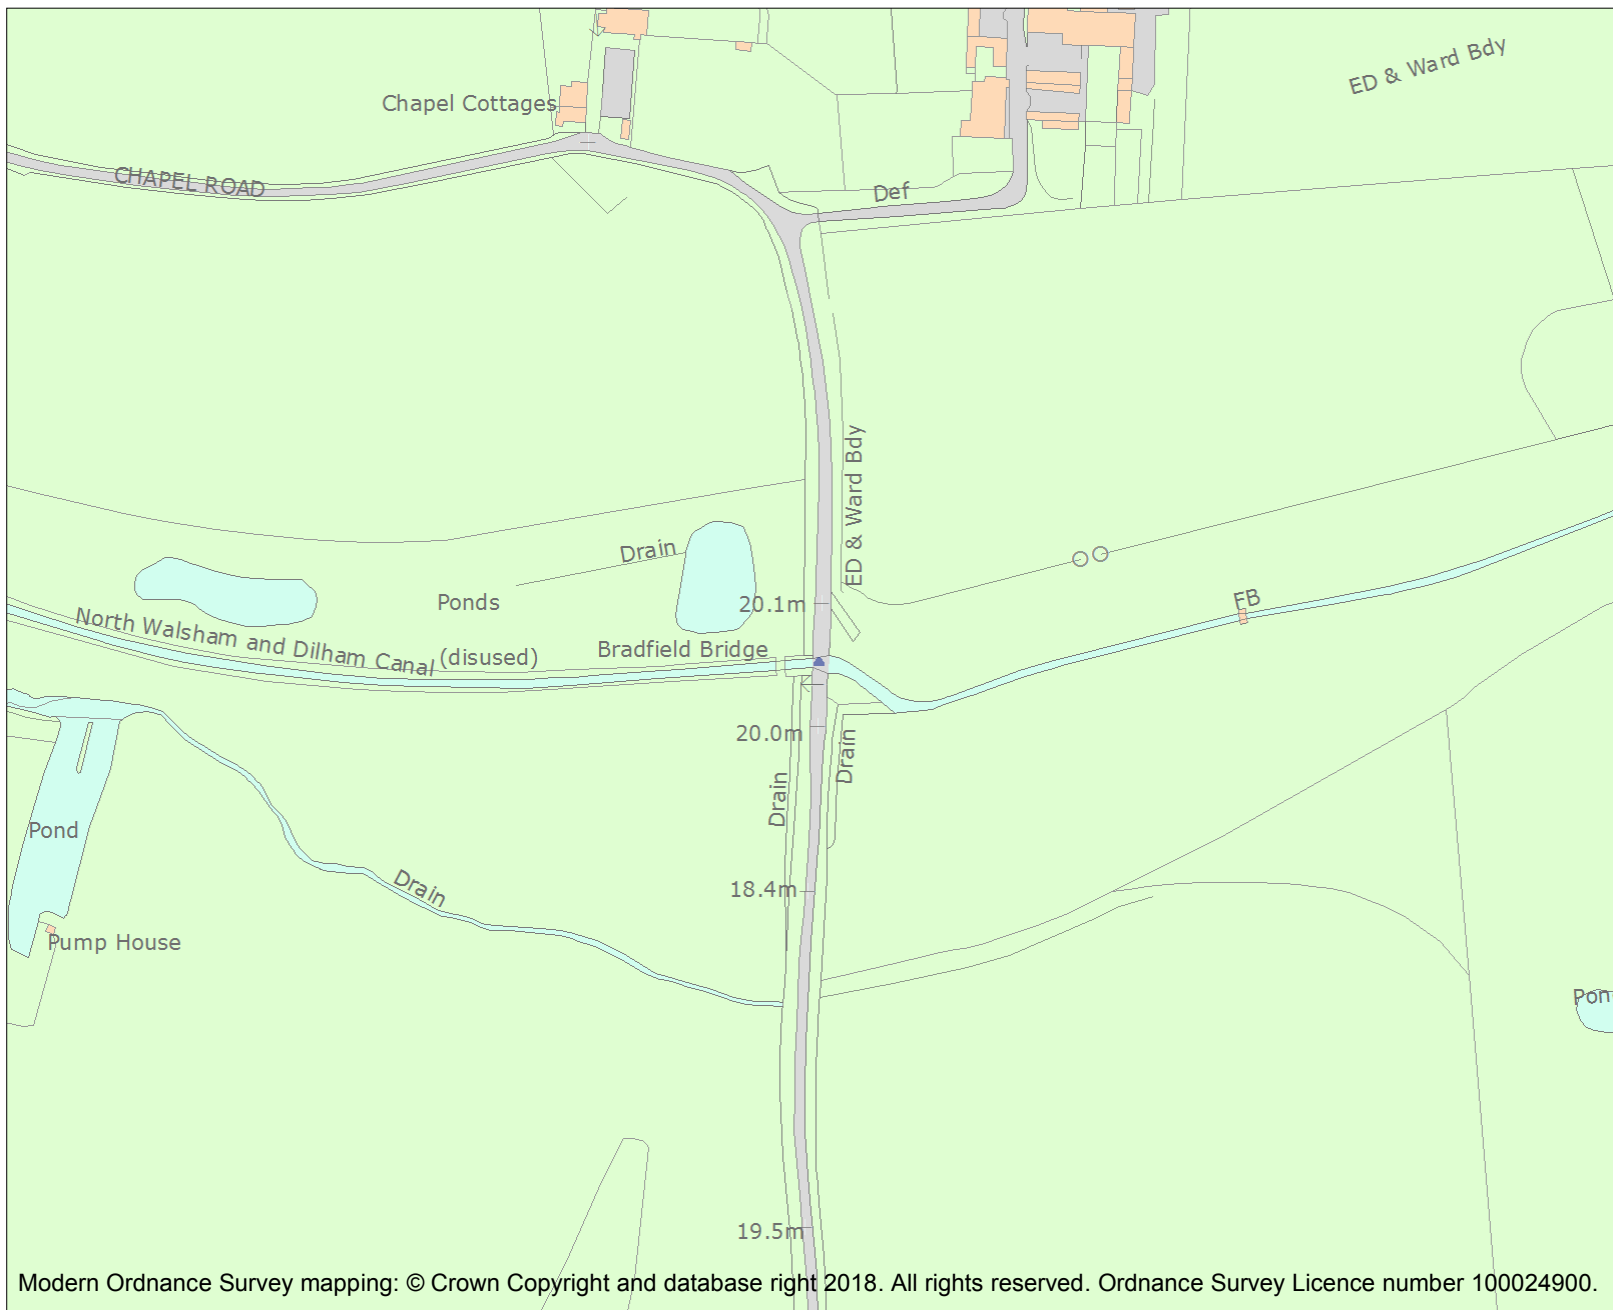 ED & Ward Bdy
Chapel Cottages
CHAPEL ROAD
Def
ED & Ward Bdy
Drain
Ponds
20.1m
FB
North Walsham and Dilham Canal (disused)
Bradfield Bridge
20.0m
Drain
Drain
Pond
18.4m
Drain
Pump House
Pon
19.5m
Modern Ordnance Survey mapping: © Crown Copyright and database right 2018. All rights reserved. Ordnance Survey Licence number 100024900.